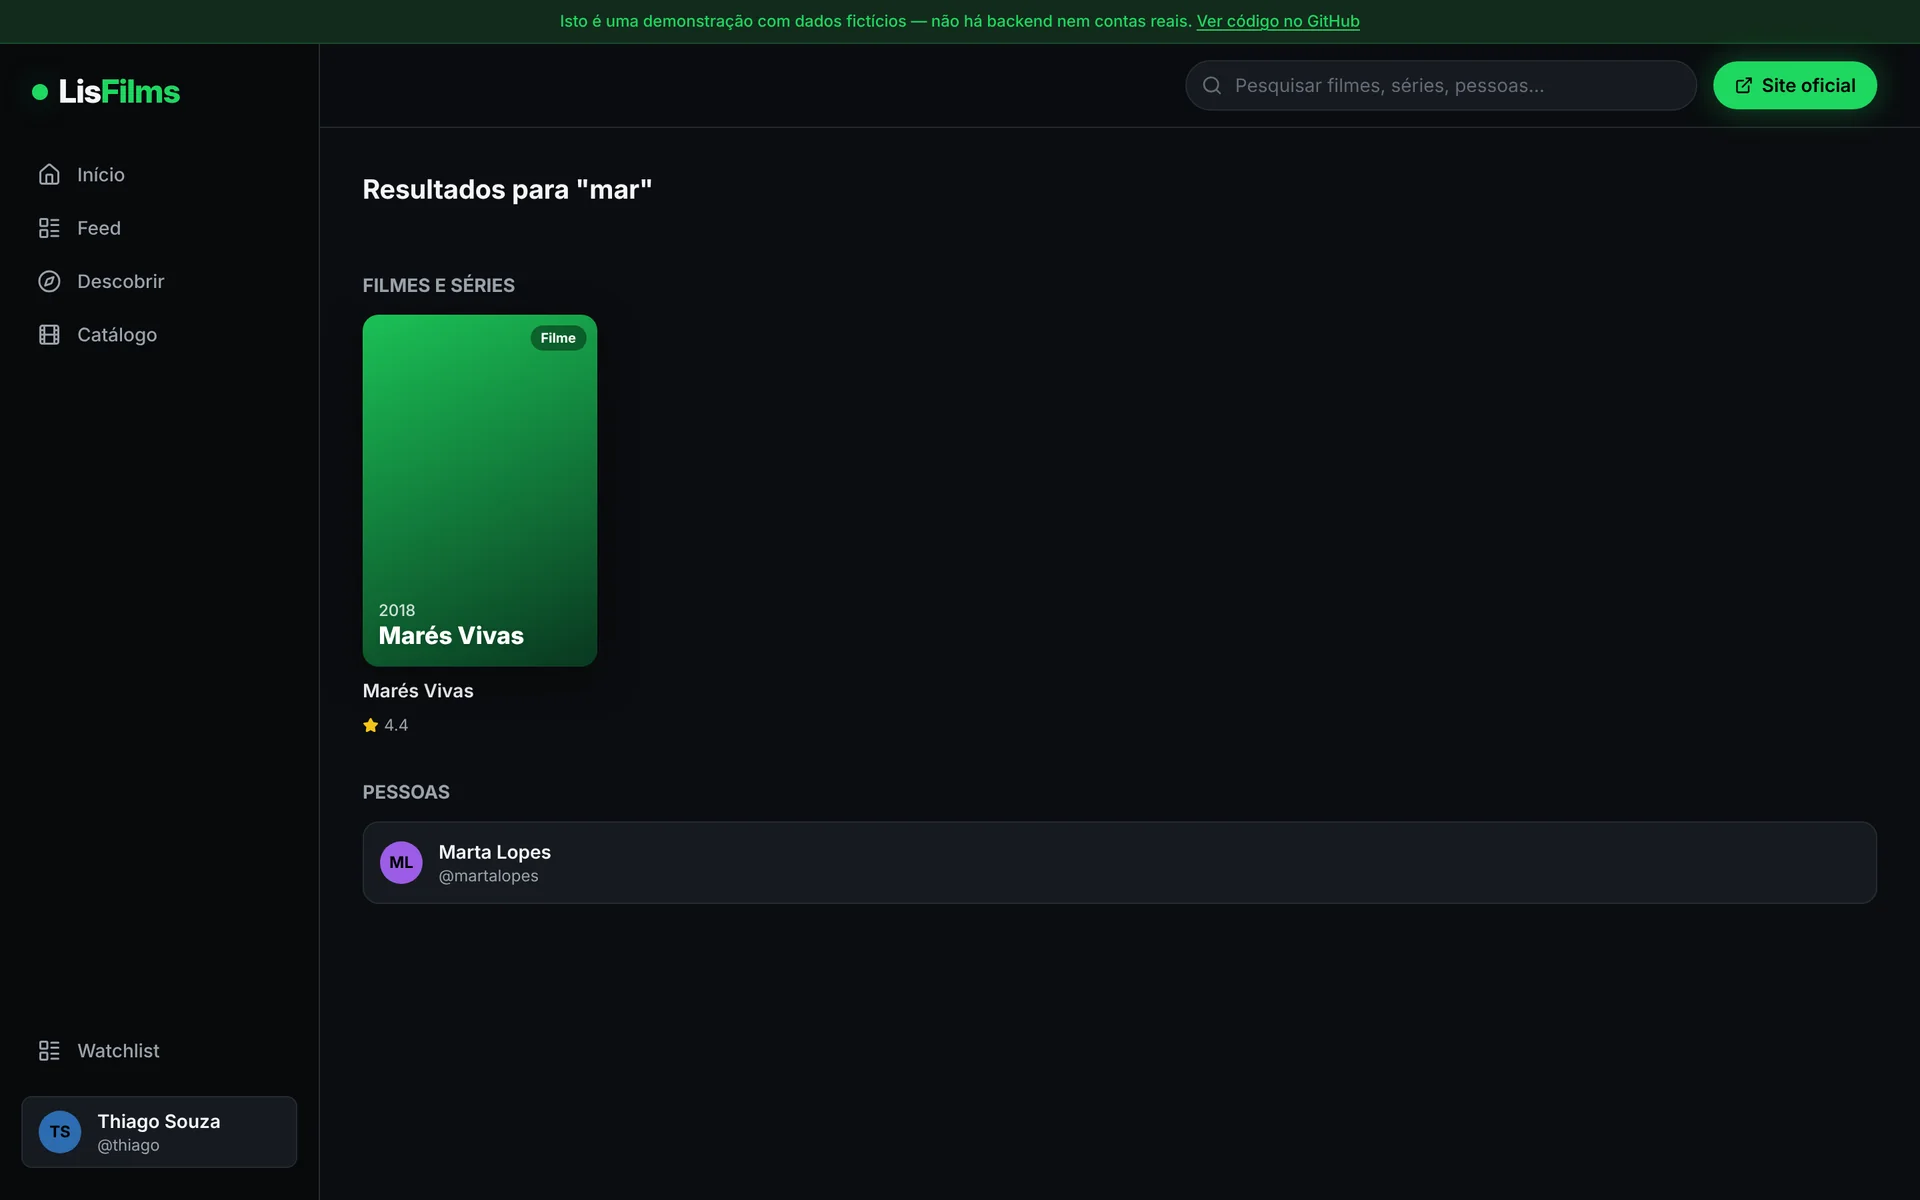 Isto é uma demonstração com dados fictícios — não há backend nem contas reais. Ver código no GitHub
LisFilms
Pesquisar filmes, séries, pessoas...
Site oficial
Início
Feed
Descobrir
Catálogo
Resultados para "mar"
FILMES E SÉRIES
Filme
2018
Marés Vivas
Marés Vivas
4.4
PESSOAS
ML
Marta Lopes
@martalopes
Watchlist
TS
Thiago Souza
@thiago